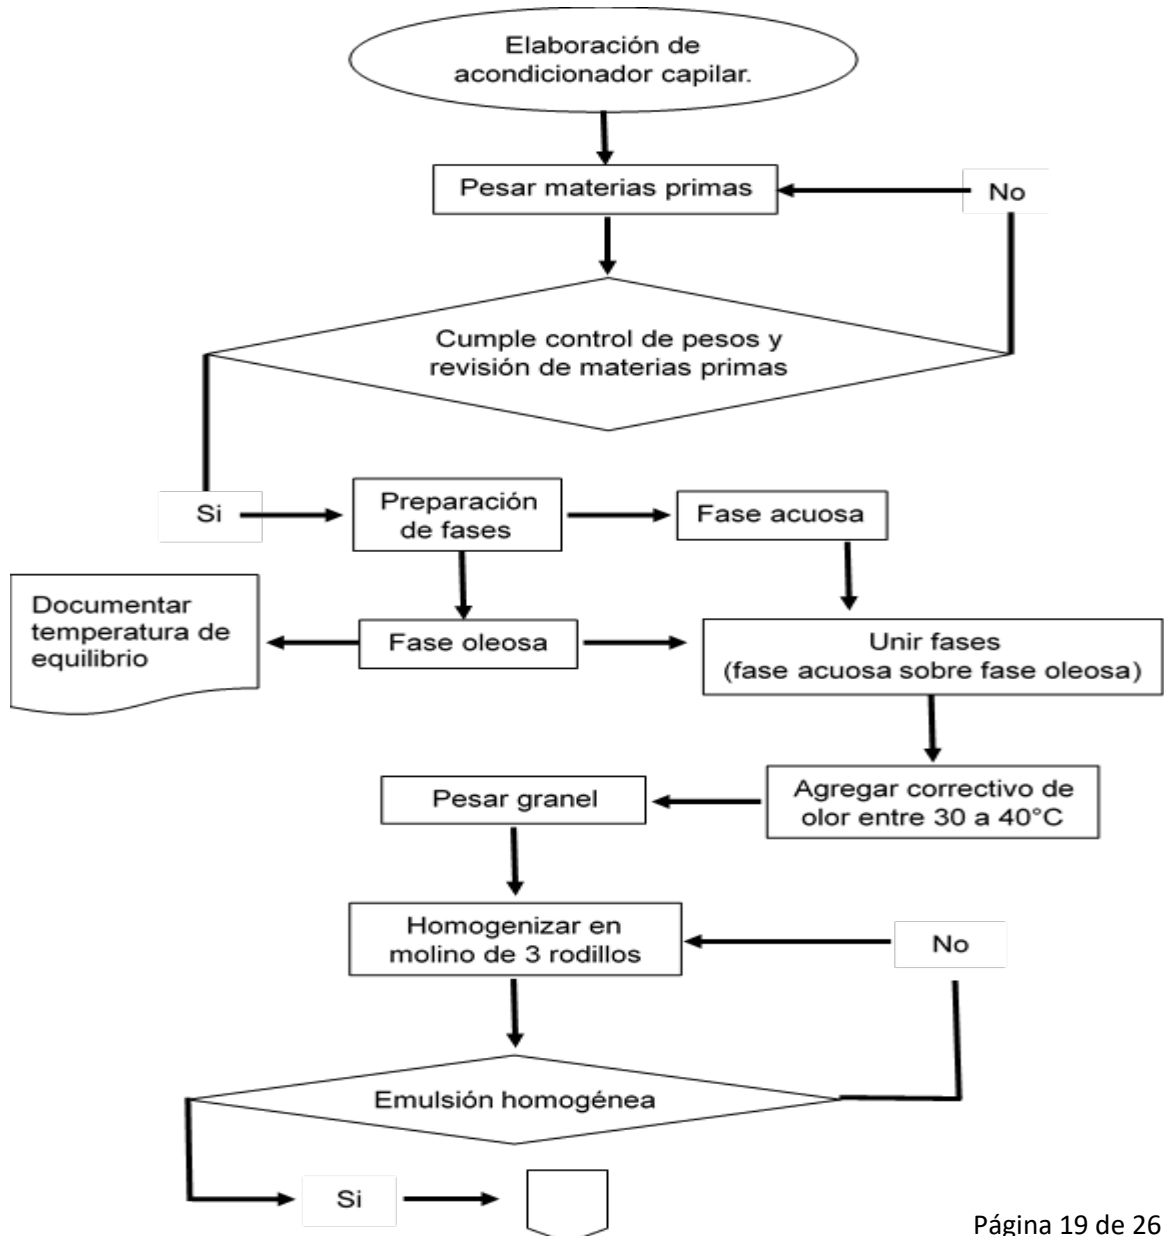 Elaboración de
acondicionador capilar.
Pesar materias primas
No
Cumple control de pesos y
revisión de materias primas
Si
Preparación
de fases
Fase acuosa
Documentar
temperatura de
equilibrio
Fase oleosa
Unir fases
(fase acuosa sobre fase oleosa)
Pesar granel
Agregar correctivo de
olor entre 30 a 40°C
Homogenizar en
molino de 3 rodillos
No
Emulsión homogénea
Si
Página 19 de 26